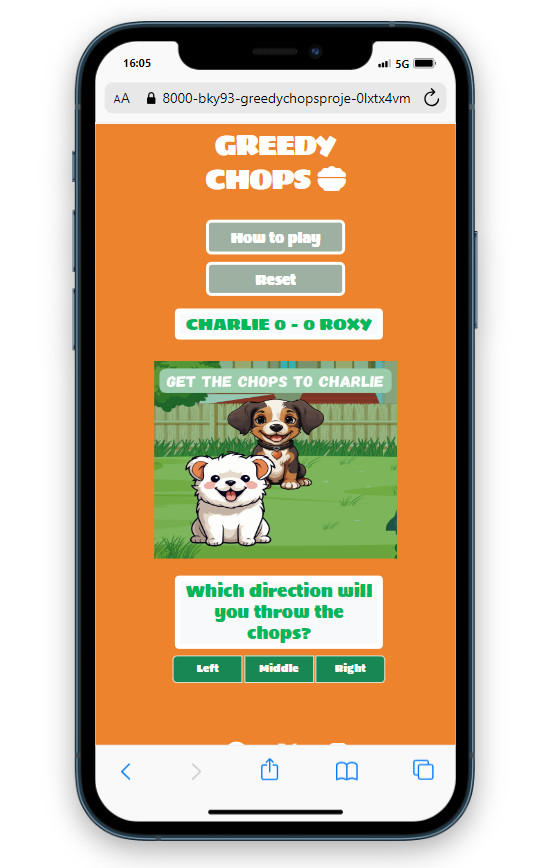 16:05
5G
AA
8000-bky93-greedychopsproje-0lxtx4vm
GREEDY
CHOPS
How to play
Reset
CHARLIE 0 - 0 ROXY
GET THE CHOPS TO CHARLIE
Which direction will
you throw the
chops?
Left Middle Right